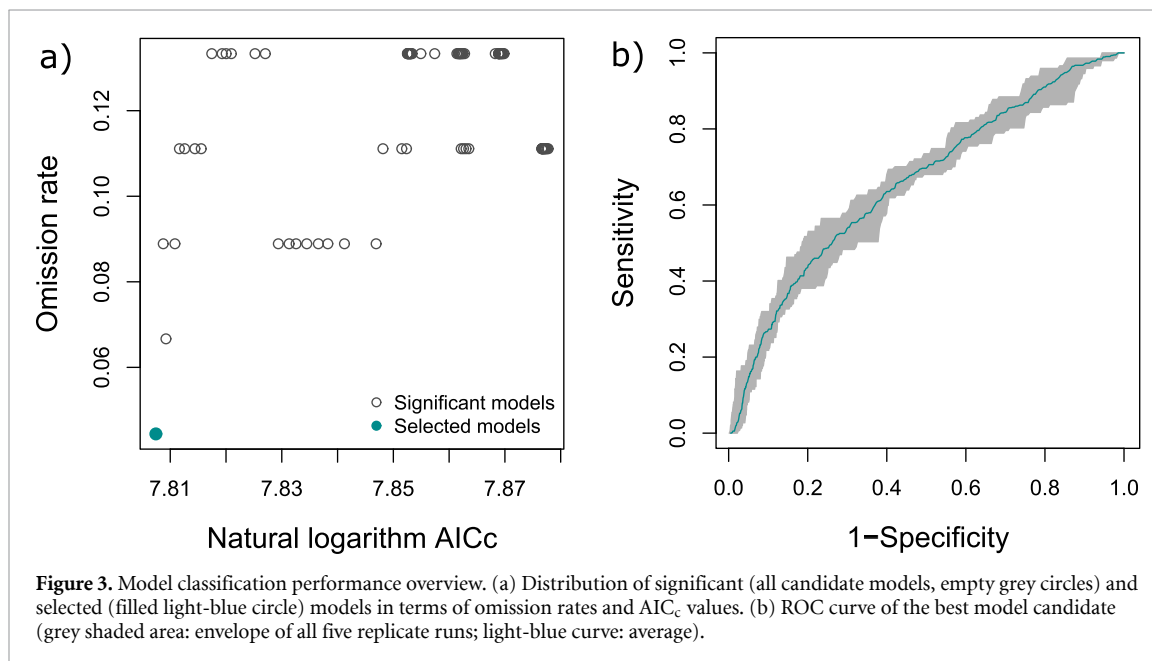 a)
Omission rate
0.12
0.10
0.08
0.06
Significant models
Selected models
7.81 7.83 7.85 7.87
Natural logarithm AICc
b)
Sensitivity
1.0
0.8
0.6
0.4
0.2
0.0
0.0 0.2 0.4 0.6 0.8 1.0
1−Specificity
Figure 3. Model classification performance overview. (a) Distribution of significant (all candidate models, empty grey circles) and
selected (filled light-blue circle) models in terms of omission rates and AICc values. (b) ROC curve of the best model candidate
(grey shaded area: envelope of all five replicate runs; light-blue curve: average).